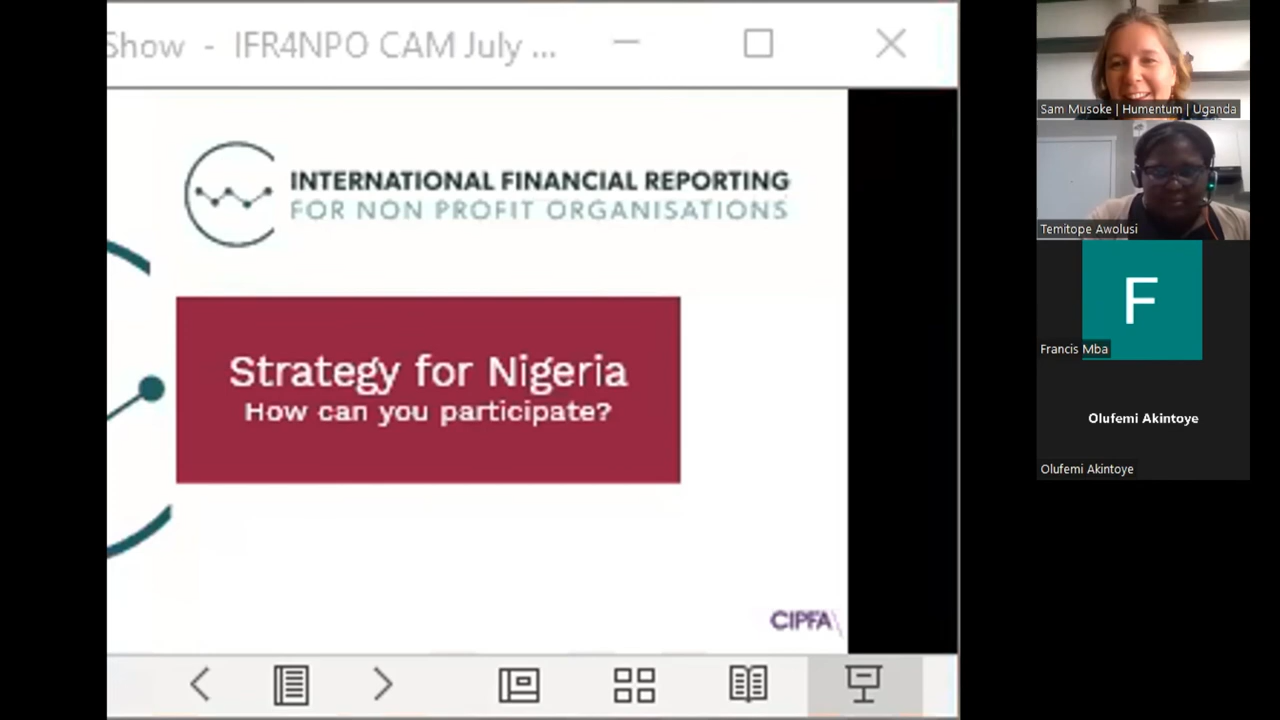 Show - IFR4NPO CAM July ...
INTERNATIONAL FINANCIAL REPORTING
FOR NON PROFIT ORGANISATIONS
Strategy for Nigeria
How can you participate?
CIPFA
Sam Musoke | Humentum | Uganda
Temitope Awolusi
F
Francis Mba
Olufemi Akintoye
Olufemi Akintoye